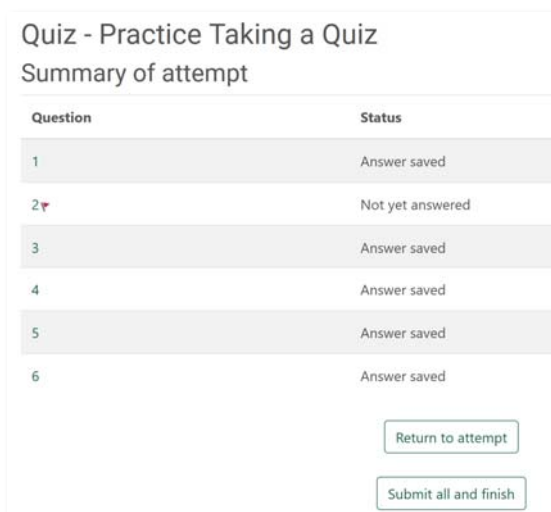 Quiz - Practice Taking a Quiz
Summary of attempt
Question Status
1 Answer saved
2 Not yet answered
3 Answer saved
4 Answer saved
5 Answer saved
6 Answer saved
Return to attempt
Submit all and finish